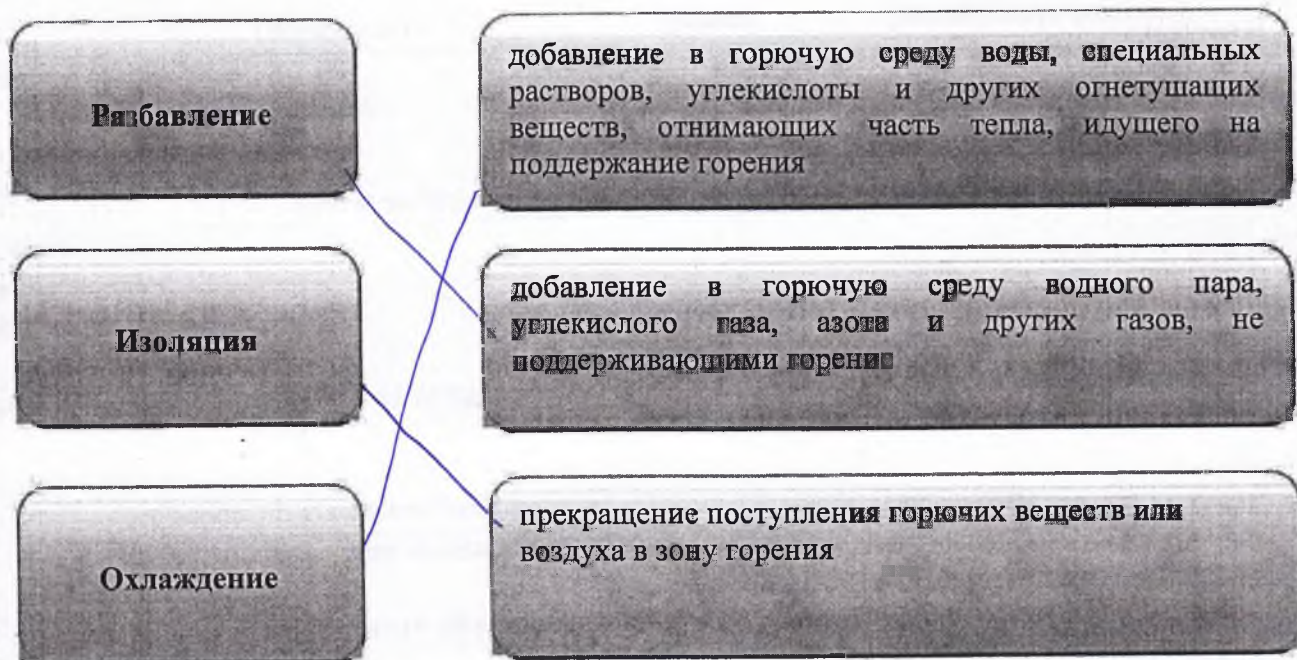 Разбавление
добавление в горючую среду воды, специальных
растворов, углекислоты и других огнетушащих
веществ, отнимающих часть тепла, идущего на
поддержание горения
Изоляция
добавление в горючую среду водного пара,
углекислого газа, азота и других газов, не
поддерживающими горение
Охлаждение
прекращение поступления горючих веществ или
воздуха в зону горения